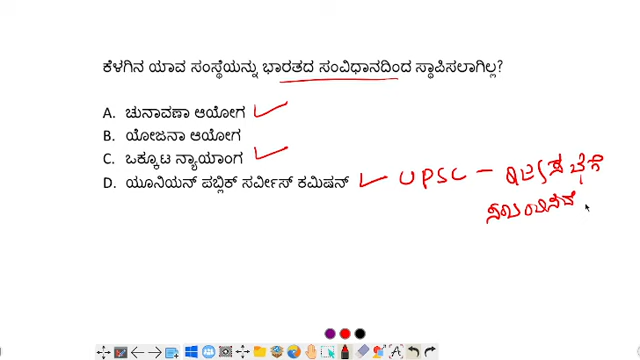 ಕೆಳಗಿನ ಯಾವ ಸಂಸ್ಥೆಯನ್ನು ಭಾರತದ ಸಂವಿಧಾನದಿಂದ ಸ್ಥಾಪಿಸಲಾಗಿಲ್ಲ?
A. ಚುನಾವಣಾ ಆಯೋಗ
B. ಯೋಜನಾ ಆಯೋಗ
C. ಒಕ್ಕೂಟ ನ್ಯಾಯಾಂಗ
D. ಯೂನಿಯನ್ ಪಬ್ಲಿಕ್ ಸರ್ವೀಸ್ ಕಮಿಷನ್ UPSC –